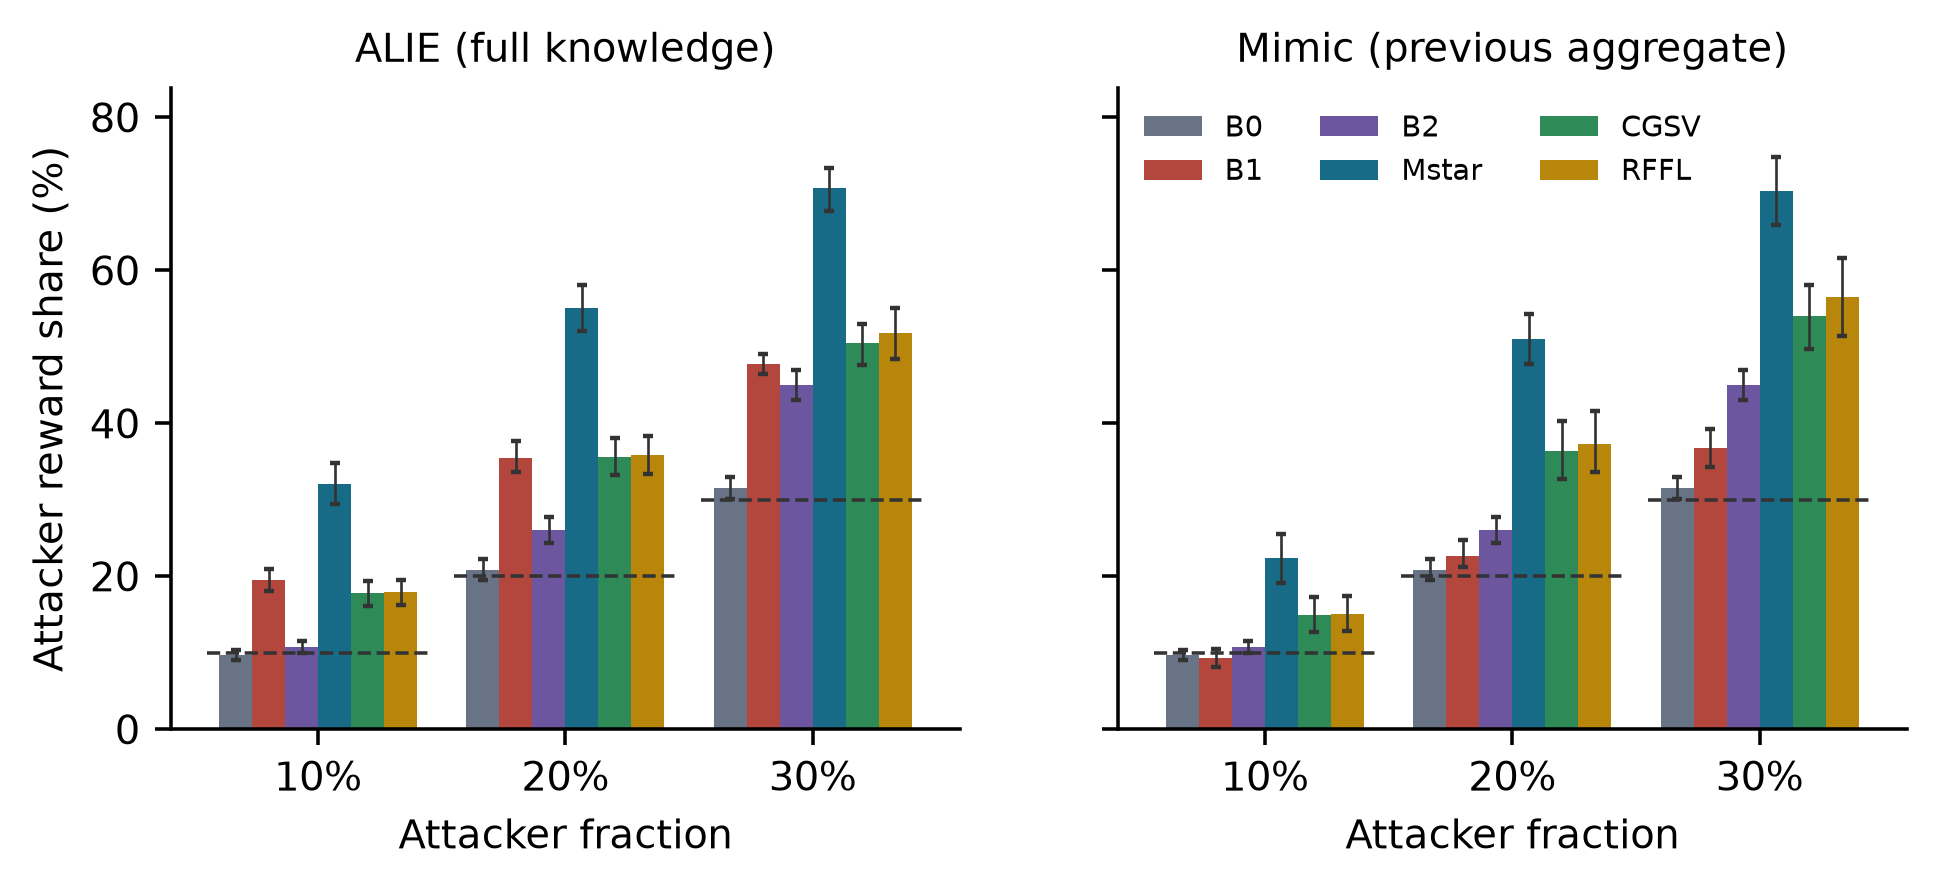 ALIE (full knowledge)
Mimic (previous aggregate)
Attacker reward share (%)
80
60
40
20
0
10%
20%
30%
Attacker fraction
B0
B1
B2
Mstar
CGSV
RFFL
10%
20%
30%
Attacker fraction